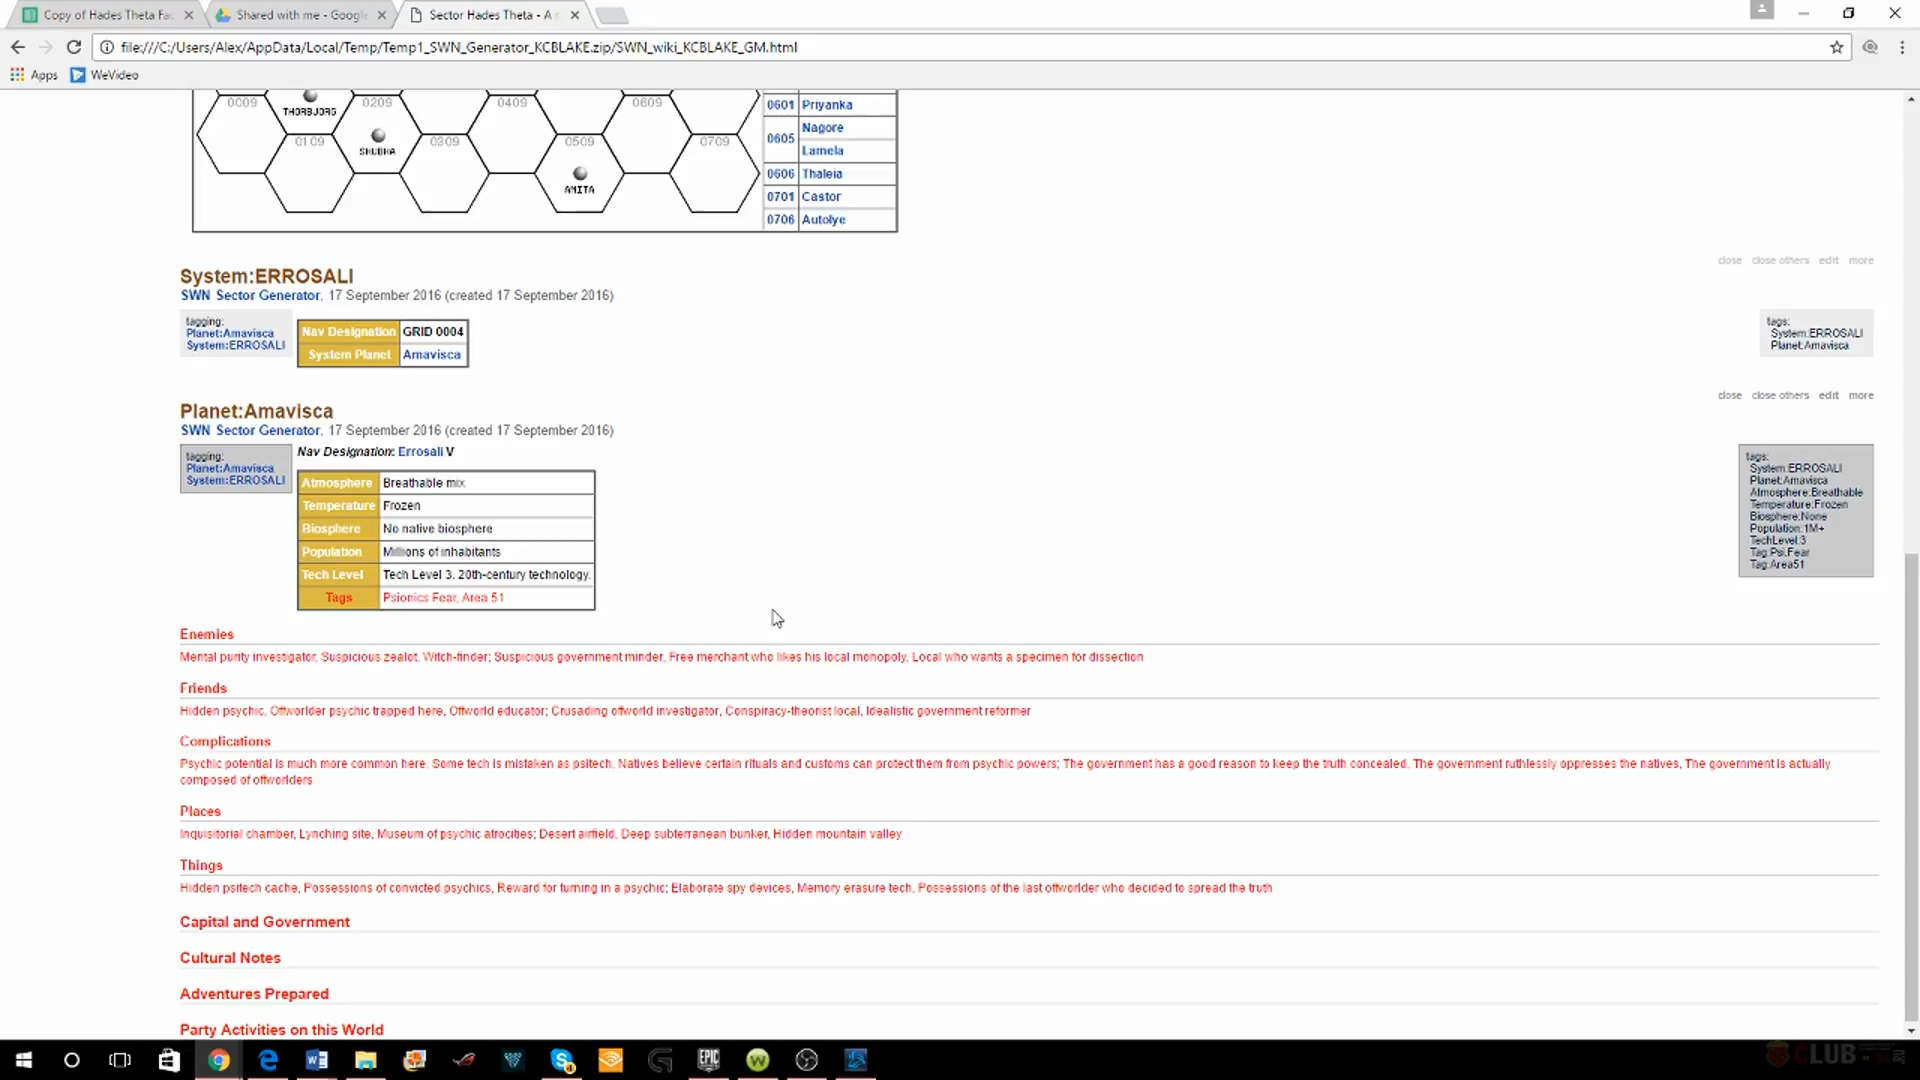 Copy of Hades Theta Fac
Shared with me - Google
Sector Hades Theta - A s
file:///C:/Users/Alex/AppData/Local/Temp/Temp1_SWN_Generator_KCBLAKE.zip/SWN_wiki_KCBLAKE_GM.html
Apps
WeVideo
0009
THORBJORG
0209
0409
0609
0109
SHUBHA
0309
0509
0709
AMITA
0601 Priyanka
0605 Nagore
Lamela
0606 Thaleia
0701 Castor
0706 Autolye
System:ERROSALI
close close others edit more
SWN Sector Generator, 17 September 2016 (created 17 September 2016)
tagging:
Planet:Amavisca
System:ERROSALI
Nav Designation GRID 0004
System Planet Amavisca
tags:
System:ERROSALI
Planet:Amavisca
Planet:Amavisca
close close others edit more
SWN Sector Generator, 17 September 2016 (created 17 September 2016)
tagging:
Planet:Amavisca
System:ERROSALI
Nav Designation: Errosali V
Atmosphere Breathable mix
Temperature Frozen
Biosphere No native biosphere
Population Millions of inhabitants
Tech Level Tech Level 3. 20th-century technology.
Tags Psionics Fear, Area 51
tags:
System:ERROSALI
Planet:Amavisca
Atmosphere:Breathable
Temperature:Frozen
Biosphere:None
Population:1M+
TechLevel:3
Tag:Psi.Fear
Tag:Area51
Enemies
Mental purity investigator, Suspicious zealot, Witch-finder; Suspicious government minder, Free merchant who likes his local monopoly, Local who wants a specimen for dissection
Friends
Hidden psychic, Offworlder psychic trapped here, Offworld educator; Crusading offworld investigator, Conspiracy-theorist local, Idealistic government reformer
Complications
Psychic potential is much more common here, Some tech is mistaken as psitech, Natives believe certain rituals and customs can protect them from psychic powers; The government has a good reason to keep the truth concealed, The government ruthlessly oppresses the natives, The government is actually
composed of offworlders
Places
Inquisitorial chamber, Lynching site, Museum of psychic atrocities; Desert airfield, Deep subterranean bunker, Hidden mountain valley
Things
Hidden psitech cache, Possessions of convicted psychics, Reward for turning in a psychic; Elaborate spy devices, Memory erasure tech, Possessions of the last offworlder who decided to spread the truth
Capital and Government
Cultural Notes
Adventures Prepared
Party Activities on this World
EPIC
CLUB